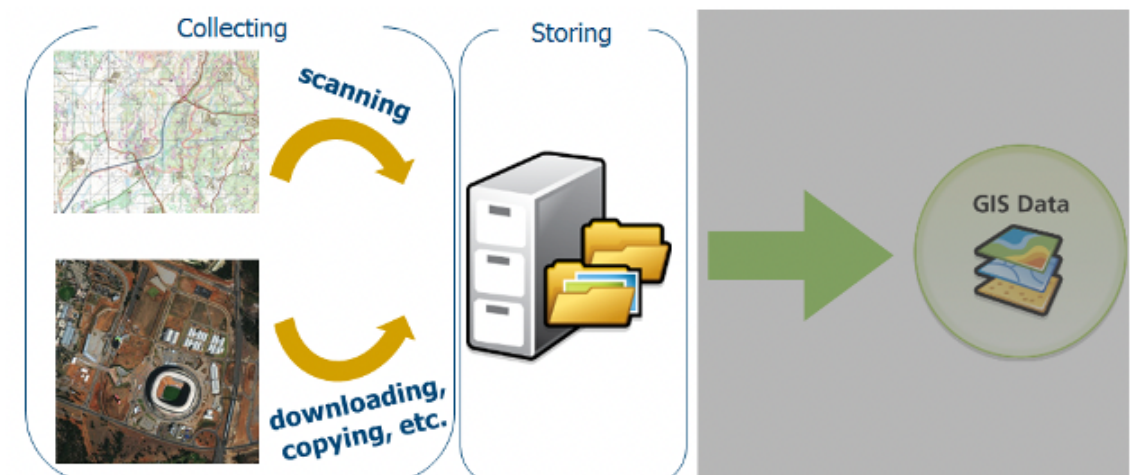 Collecting
scanning
downloading,
copying, etc.
Storing
GIS Data